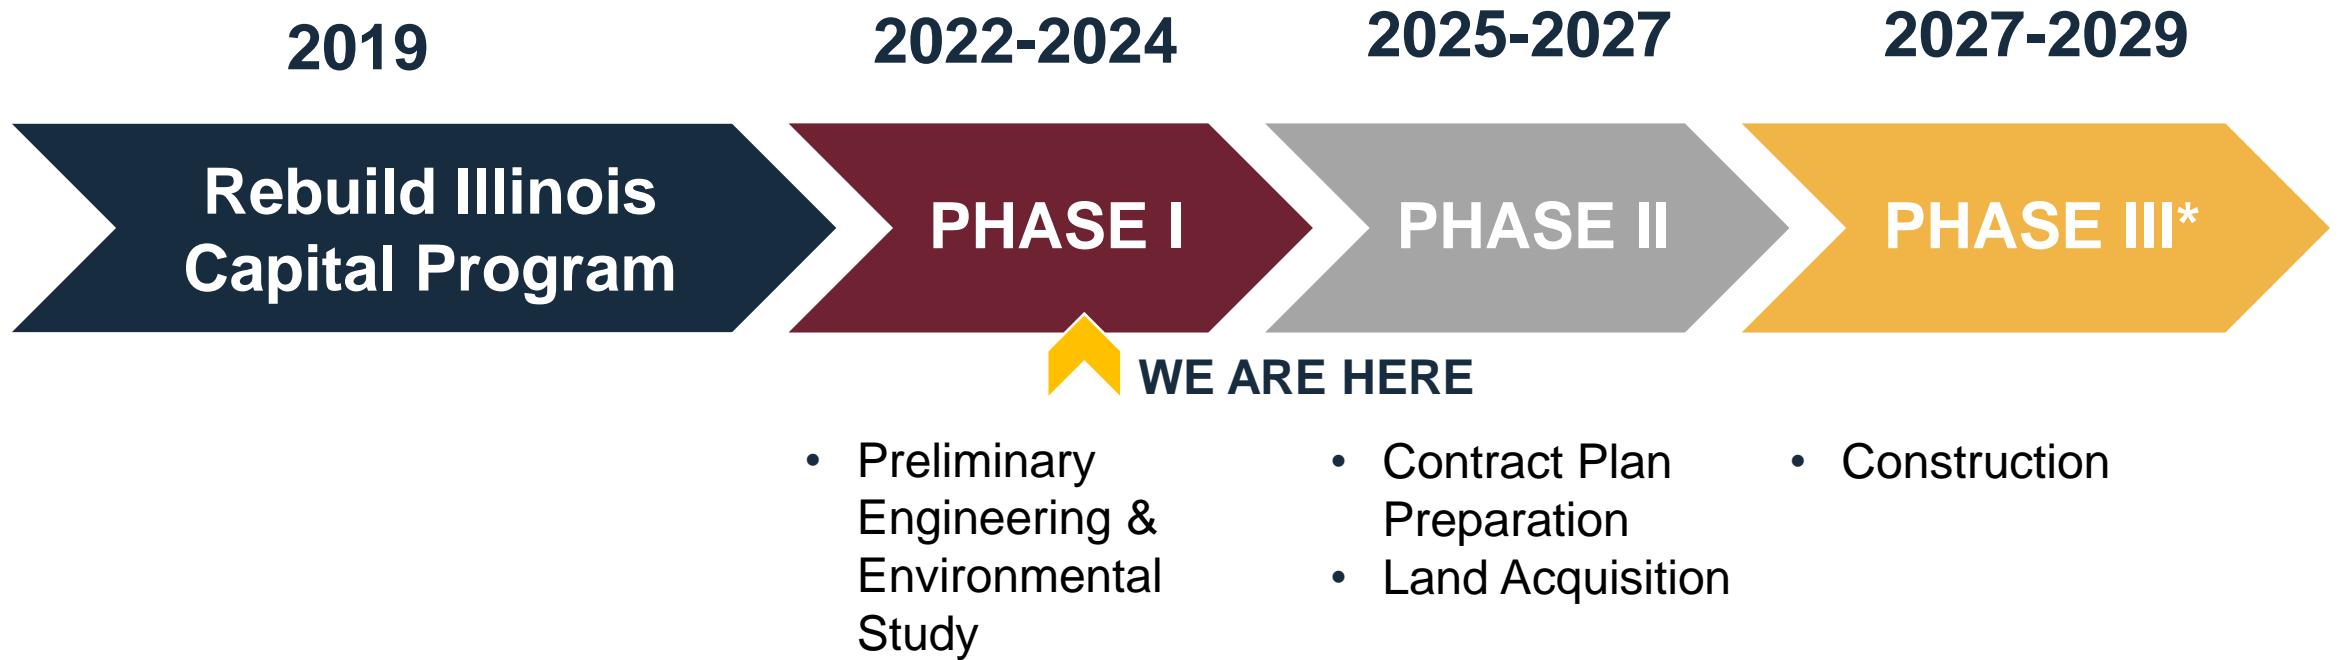 2019
2022-2024
2025-2027
2027-2029
Rebuild Illinois
Capital Program
PHASE I
PHASE II
PHASE III*
WE ARE HERE
• Preliminary
Engineering &
Environmental
Study
• Contract Plan
Preparation
• Land Acquisition
• Construction